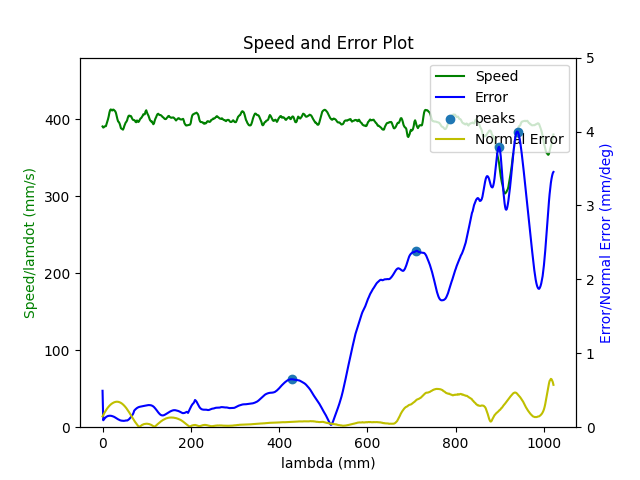 Speed and Error Plot
Speed
Error
peaks
Normal Error
5
4
3
2
1
0
400
300
200
100
0
0
200
400
600
800
1000
lambda (mm)
Speed/lamdot (mm/s)
Error/Normal Error (mm/deg)